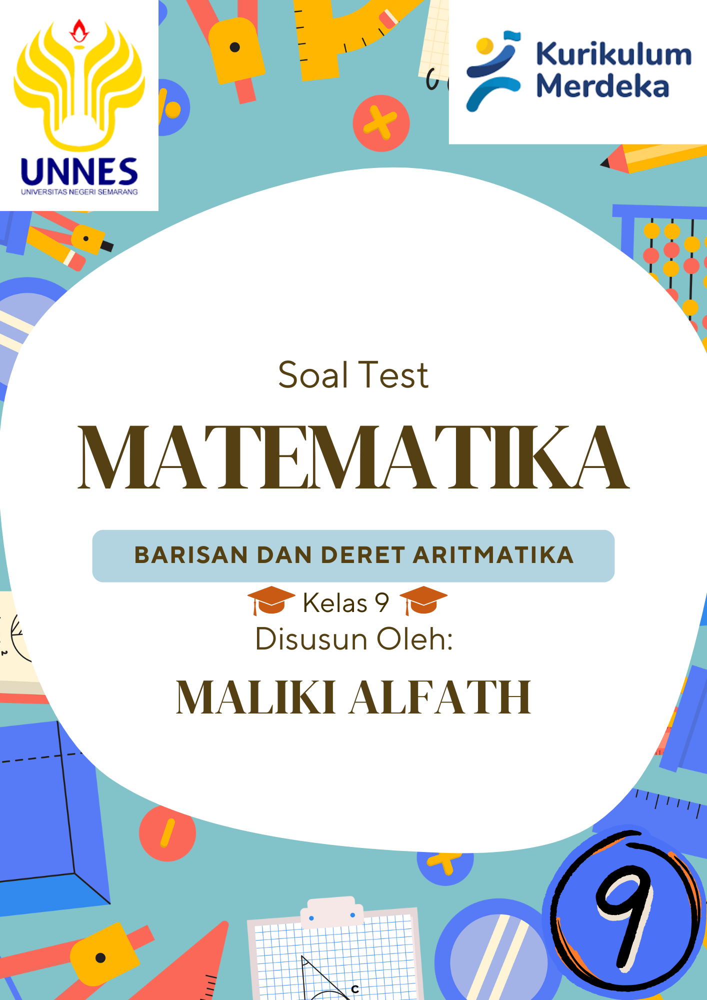 UNNES
UNIVERSITAS NEGERI SEMARANG
Kurikulum
Merdeka
Soal Test
MATEMATIKA
BARISAN DAN DERET ARITMATIKA
Kelas 9
Disusun Oleh:
MALIKI ALFATH
2
9
C